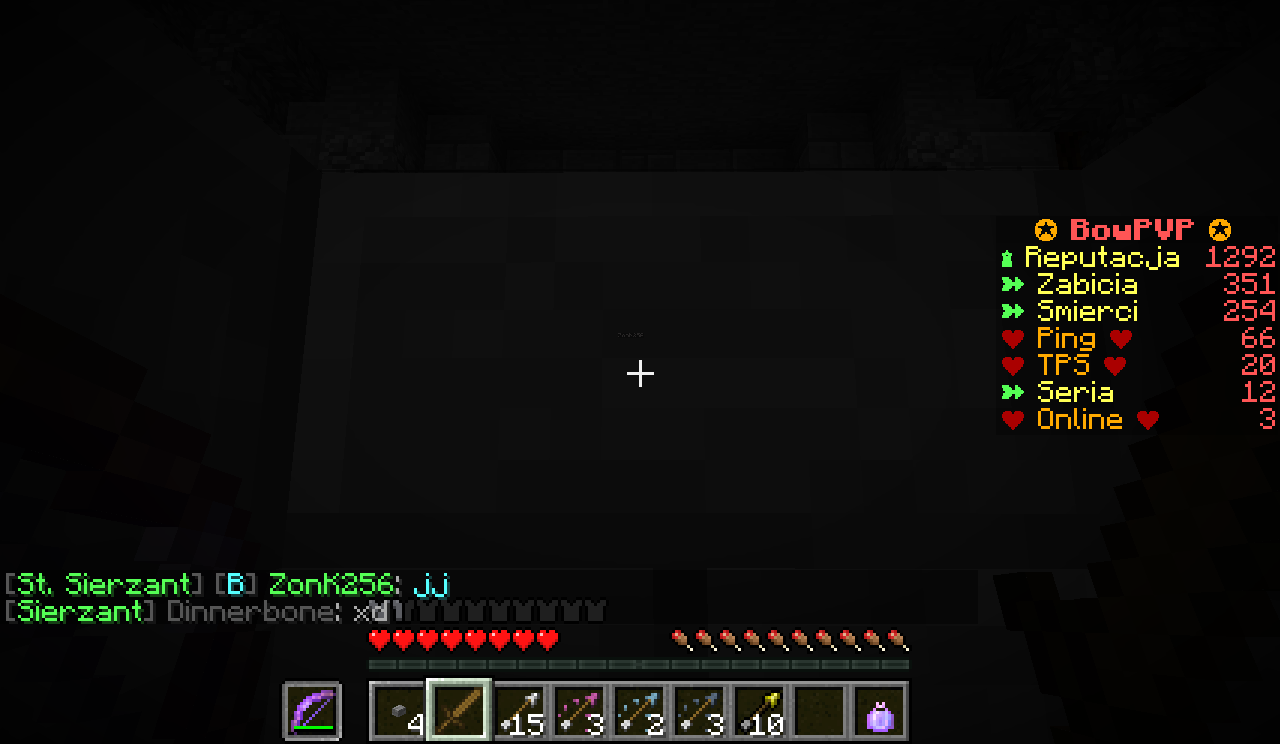 BowPVP
Reputacja 1292
Zabicia 351
Smierci 254
Ping 66
TPS 20
Seria 12
Online 3
[St. Sierzant] [B] ZonK256: jj
[Sierzant] Dinnerbone: xd
4 15 3 2 3 10